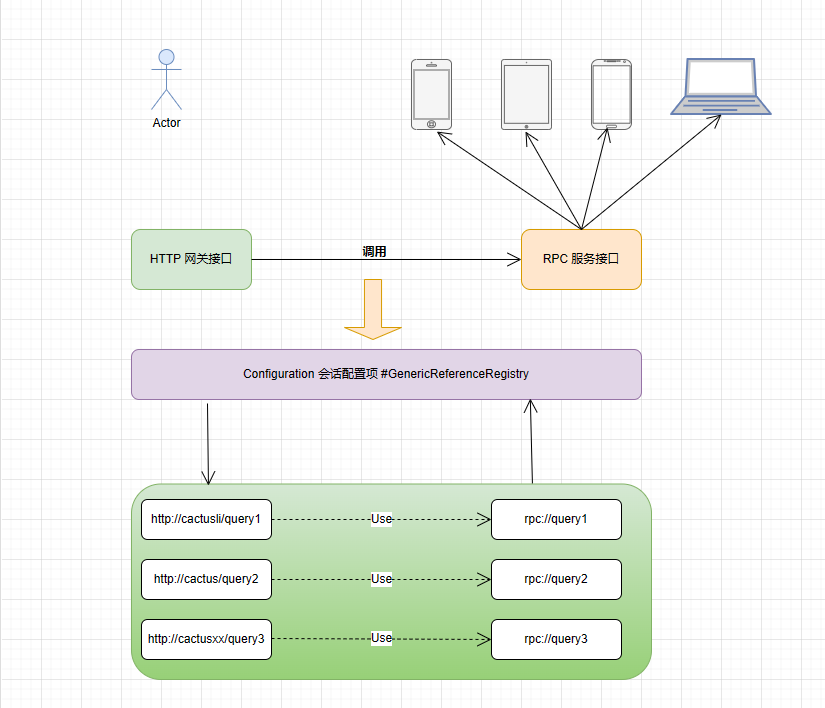 Actor
HTTP 网关接口
调用
RPC 服务接口
Configuration 会话配置项 #GenericReferenceRegistry
http://cactusli/query1
Use
rpc://query1
http://cactus/query2
Use
rpc://query2
http://cactusxx/query3
Use
rpc://query3